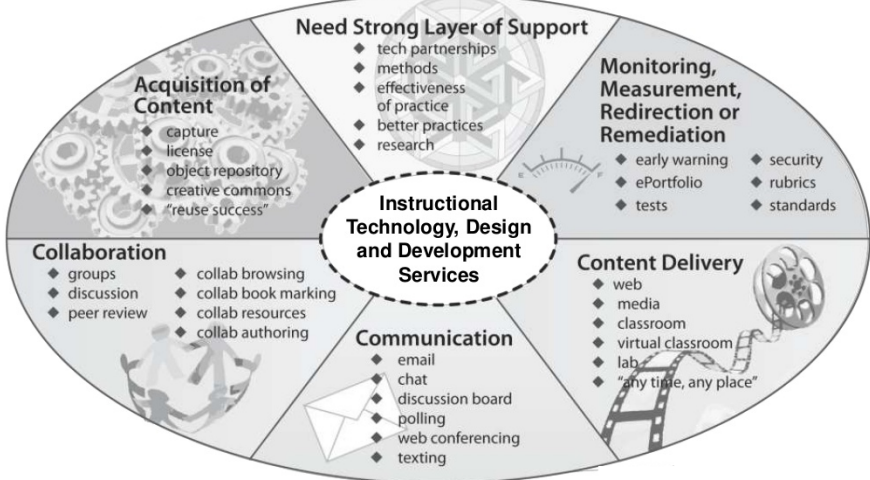 Need Strong Layer of Support
◆ tech partnerships
◆ methods
◆ effectiveness
of practice
◆ better practices
◆ research
Monitoring,
Measurement,
Redirection or
Remediation
◆ early warning
◆ ePortfolio
◆ tests
◆ security
◆ rubrics
◆ standards
E F
Content Delivery
◆ web
◆ media
◆ classroom
◆ virtual classroom
◆ lab
◆ "any time, any place"
Communication
◆ email
◆ chat
◆ discussion board
◆ polling
◆ web conferencing
◆ texting
Collaboration
◆ groups
◆ discussion
◆ peer review
◆ collab browsing
◆ collab book marking
◆ collab resources
◆ collab authoring
Acquisition of
Content
◆ capture
◆ license
◆ object repository
◆ creative commons
◆ "reuse success"
Instructional
Technology, Design
and Development
Services